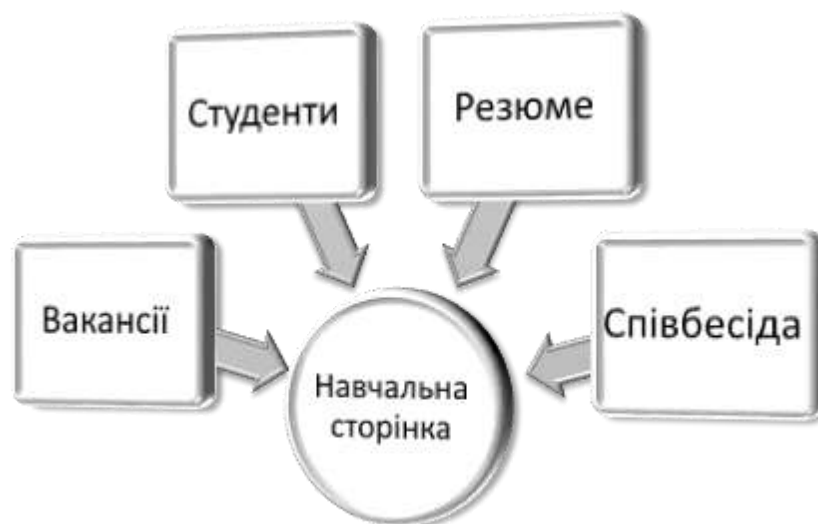 Студенти
Резюме
Вакансії
Співбесіда
Навчальна
сторінка